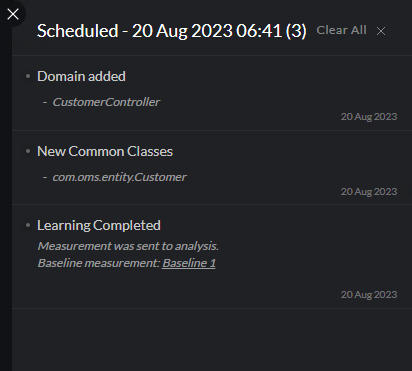 Scheduled - 20 Aug 2023 06:41 (3) Clear All
Domain added
- CustomerController
20 Aug 2023
New Common Classes
- com.oms.entity.Customer
20 Aug 2023
Learning Completed
Measurement was sent to analysis.
Baseline measurement: Baseline 1
20 Aug 2023